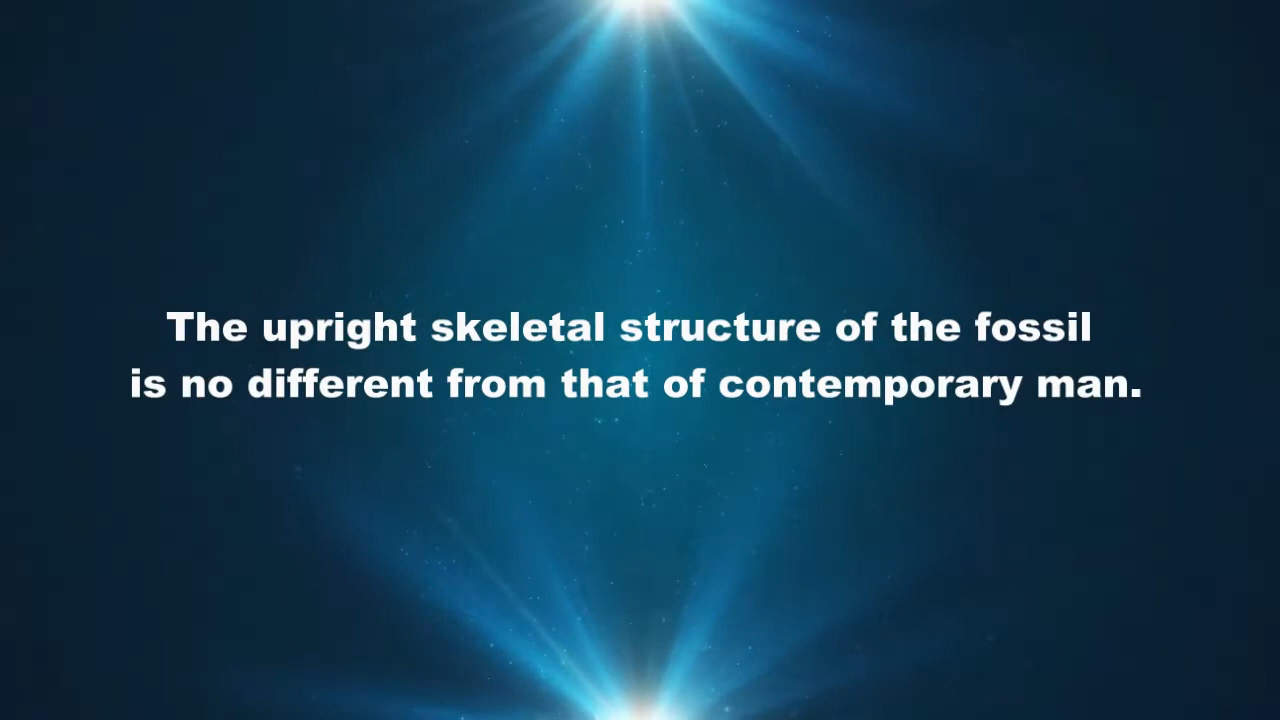 The upright skeletal structure of the fossil
is no different from that of contemporary man.